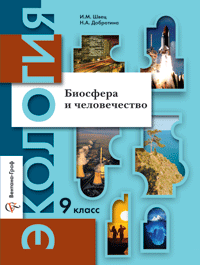 И.М. Швец
Н.А. Добротина
Биосфера
и человечество
ЭКОЛОГИЯ
9 класс
Вентана-Граф